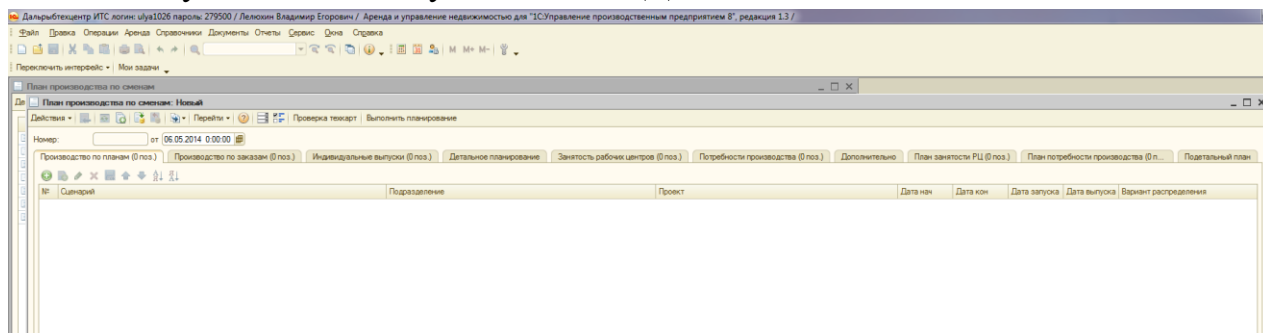 Дальрыбтехцентр ИТС логин: ulya1026 пароль: 279500 / Лелюхин Владимир Егорович / Аренда и управление недвижимостью для "1С:Управление производственным предприятием 8", редакция 1.3 /
Файл Правка Операции Аренда Справочники Документы Отчеты Сервис Окна Справка
M M+ M-
Переключить интерфейс Мои задачи
План производства по сменам
План производства по сменам: Новый
Действия Перейти Проверка техкарт Выполнить планирование
Номер: от 06.05.2014 0:00:00
Производство по планам (0 поз.) Производство по заказам (0 поз.) Индивидуальные выпуски (0 поз.) Детальное планирование Занятость рабочих центров (0 поз.) Потребности производства (0 поз.) Дополнительно План занятости РЦ (0 поз.) План потребности производства (0 п... Подетальный план
№ Сценарий Подразделение Проект Дата нач Дата кон Дата запуска Дата выпуска Вариант распределения